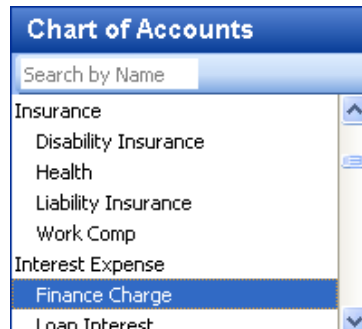 Chart of Accounts
Search by Name
Insurance
Disability Insurance
Health
Liability Insurance
Work Comp
Interest Expense
Finance Charge
Loan Interest